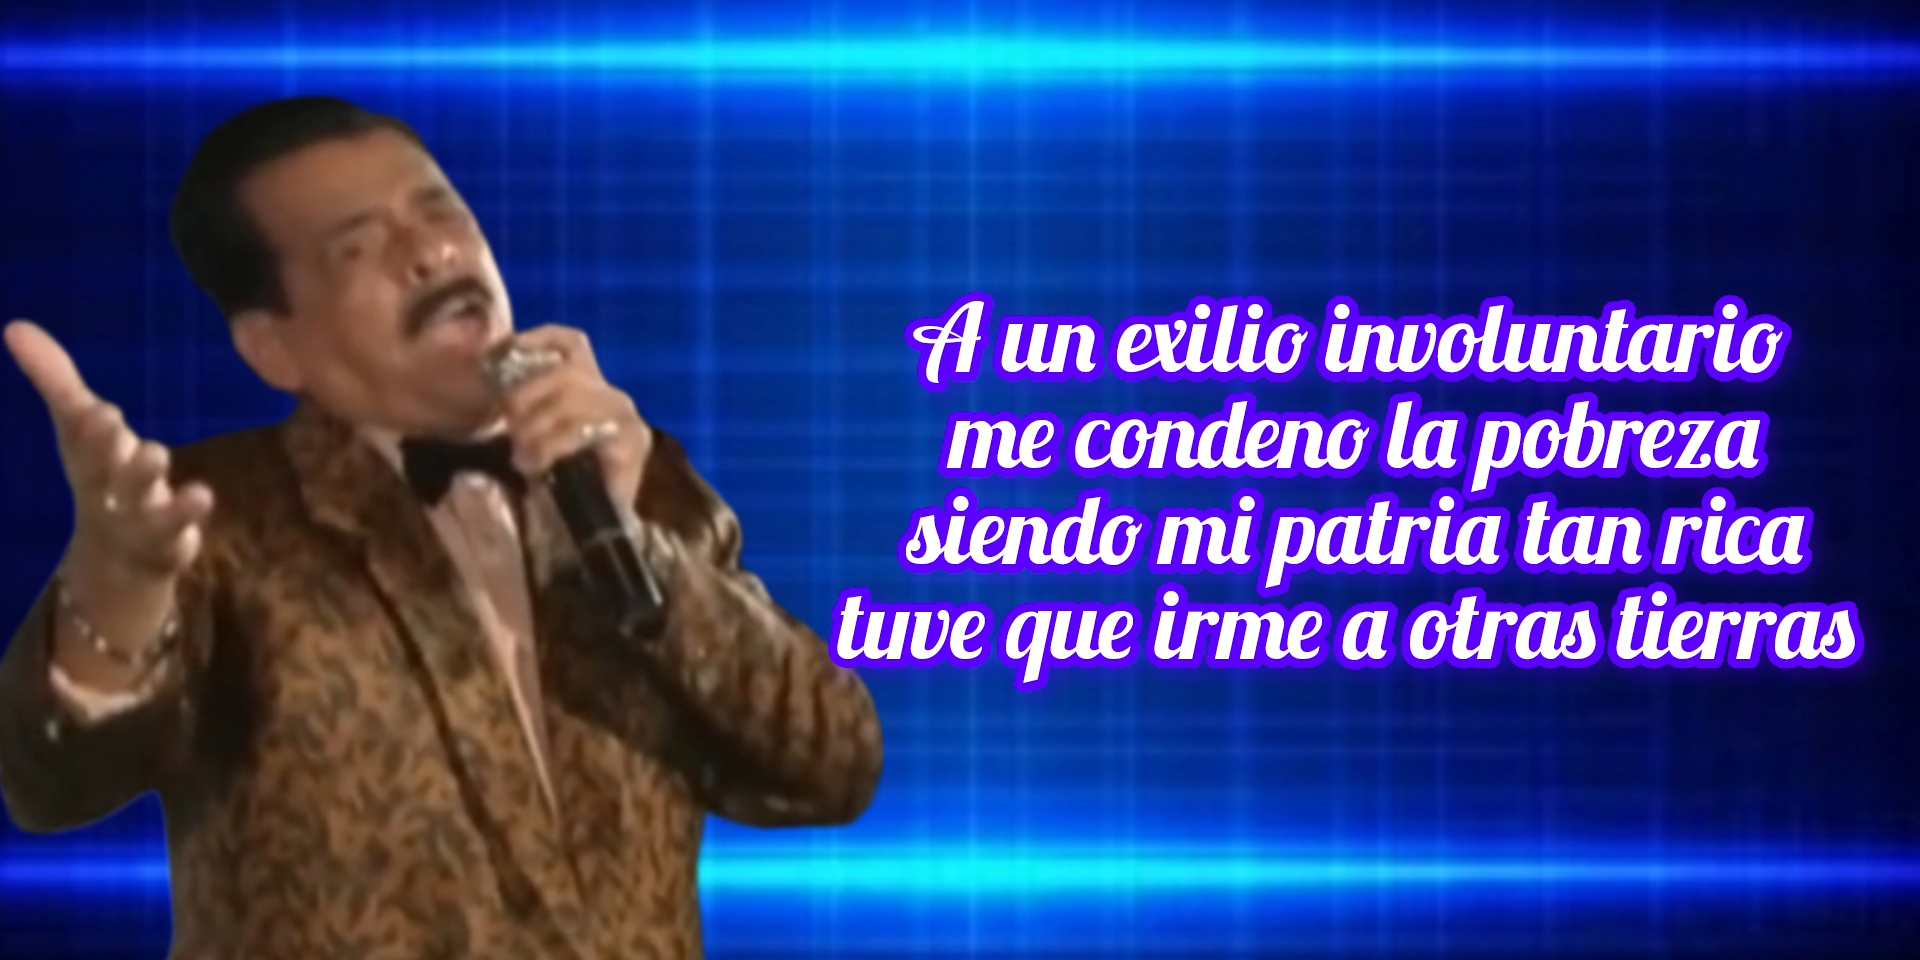 A un exilio involuntario
me condeno la pobreza
siendo mi patria tan rica
tuve que irme a otras tierras